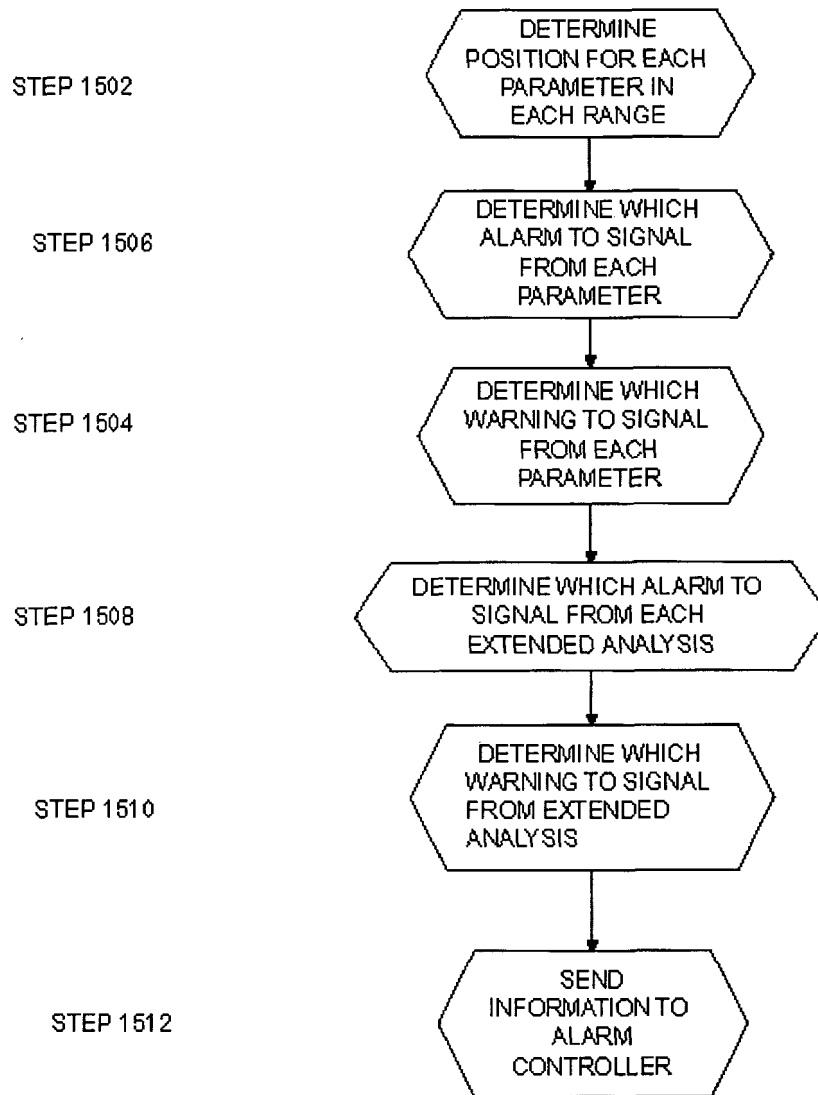 DETERMINE
POSITION FOR EACH
PARAMETER IN
EACH RANGE
STEP 1502
DETERMINE WHICH
ALARM TO SIGNAL
FROM EACH
PARAMETER
STEP 1506
DETERMINE WHICH
WARNING TO SIGNAL
FROM EACH
PARAMETER
STEP 1504
DETERMINE WHICH ALARM TO
SIGNAL FROM EACH
EXTENDED ANALYSIS
STEP 1508
DETERMINE WHICH
WARNING TO SIGNAL
FROM EXTENDED
ANALYSIS
STEP 1510
SEND
INFORMATION TO
ALARM
CONTROLLER
STEP 1512